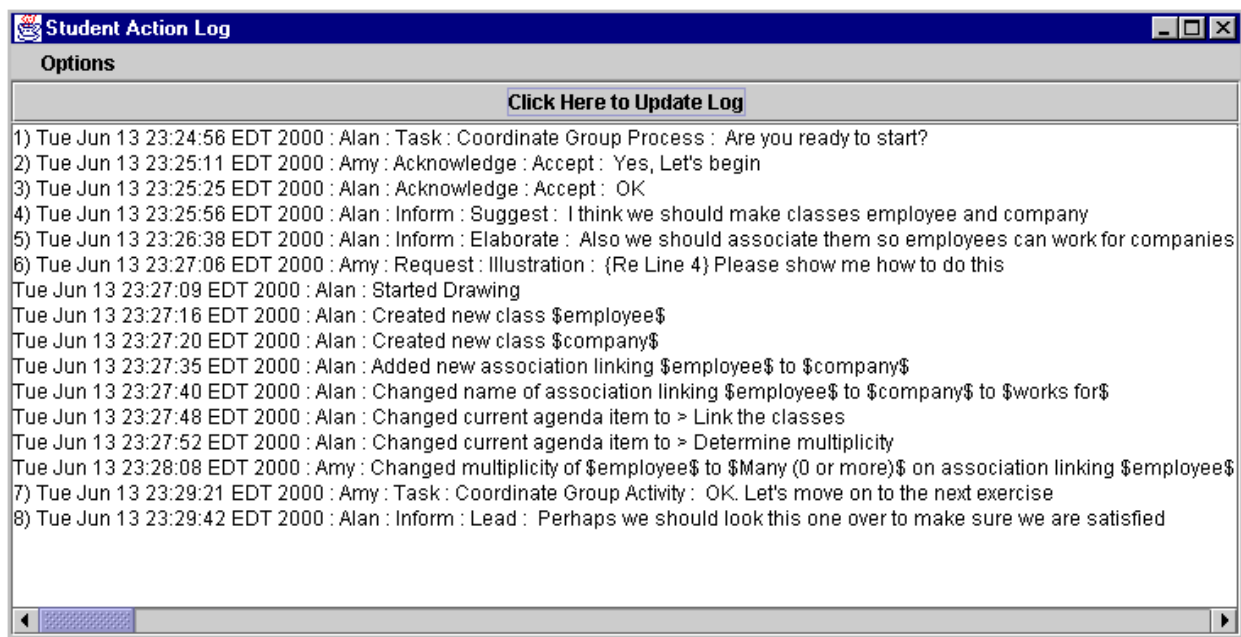 Student Action Log
Options
Click Here to Update Log
1) Tue Jun 13 23:24:56 EDT 2000 : Alan : Task : Coordinate Group Process :  Are you ready to start?
2) Tue Jun 13 23:25:11 EDT 2000 : Amy : Acknowledge : Accept :  Yes, Let's begin
3) Tue Jun 13 23:25:25 EDT 2000 : Alan : Acknowledge : Accept :  OK
4) Tue Jun 13 23:25:56 EDT 2000 : Alan : Inform : Suggest :  I think we should make classes employee and company
5) Tue Jun 13 23:26:38 EDT 2000 : Alan : Inform : Elaborate :  Also we should associate them so employees can work for companies
6) Tue Jun 13 23:27:06 EDT 2000 : Amy : Request : Illustration :  {Re Line 4} Please show me how to do this
Tue Jun 13 23:27:09 EDT 2000 : Alan : Started Drawing
Tue Jun 13 23:27:16 EDT 2000 : Alan : Created new class $employee$
Tue Jun 13 23:27:20 EDT 2000 : Alan : Created new class $company$
Tue Jun 13 23:27:35 EDT 2000 : Alan : Added new association linking $employee$ to $company$
Tue Jun 13 23:27:40 EDT 2000 : Alan : Changed name of association linking $employee$ to $company$ to $works for$
Tue Jun 13 23:27:48 EDT 2000 : Alan : Changed current agenda item to > Link the classes
Tue Jun 13 23:27:52 EDT 2000 : Alan : Changed current agenda item to > Determine multiplicity
Tue Jun 13 23:28:08 EDT 2000 : Amy : Changed multiplicity of $employee$ to $Many (0 or more)$ on association linking $employee$
7) Tue Jun 13 23:29:21 EDT 2000 : Amy : Task : Coordinate Group Activity :  OK. Let's move on to the next exercise
8) Tue Jun 13 23:29:42 EDT 2000 : Alan : Inform : Lead :  Perhaps we should look this one over to make sure we are satisfied